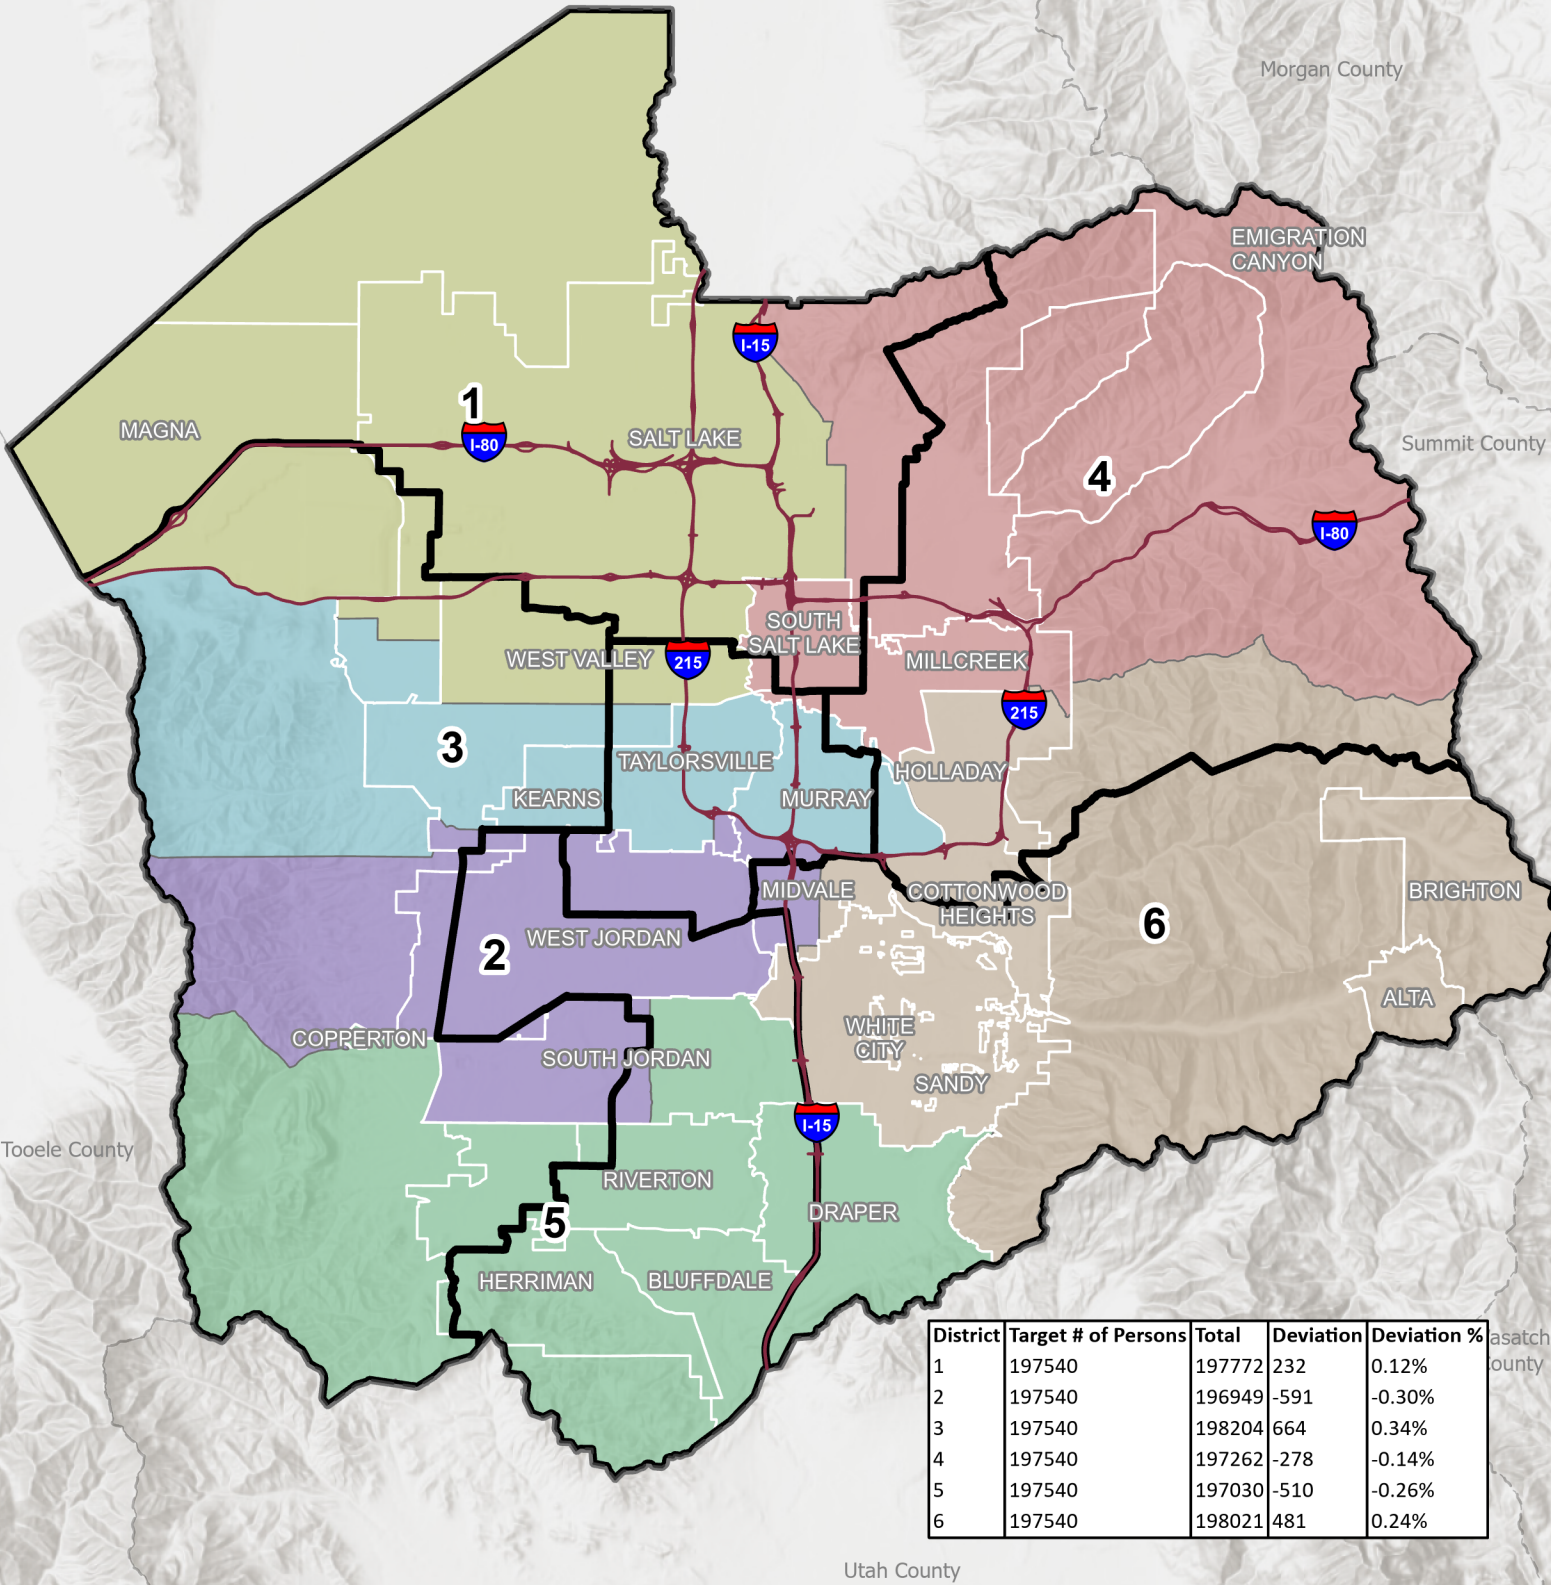 Morgan County
EMIGRATION
CANYON
I-15
1
MAGNA
I-80
SALT LAKE
Summit County
4
I-80
SOUTH
SALT LAKE
WEST VALLEY
215
MILLCREEK
215
3
TAYLORSVILLE
HOLLADAY
KEARNS
MURRAY
MIDVALE
COTTONWOOD
HEIGHTS
BRIGHTON
6
2
WEST JORDAN
ALTA
COPPERTON
SOUTH JORDAN
WHITE
CITY
SANDY
I-15
Tooele County
RIVERTON
5
DRAPER
HERRIMAN
BLUFFDALE
District Target # of Persons Total Deviation Deviation %
1 197540 197772 232 0.12%
2 197540 196949 -591 -0.30%
3 197540 198204 664 0.34%
4 197540 197262 -278 -0.14%
5 197540 197030 -510 -0.26%
6 197540 198021 481 0.24%
asatch
ounty
Utah County